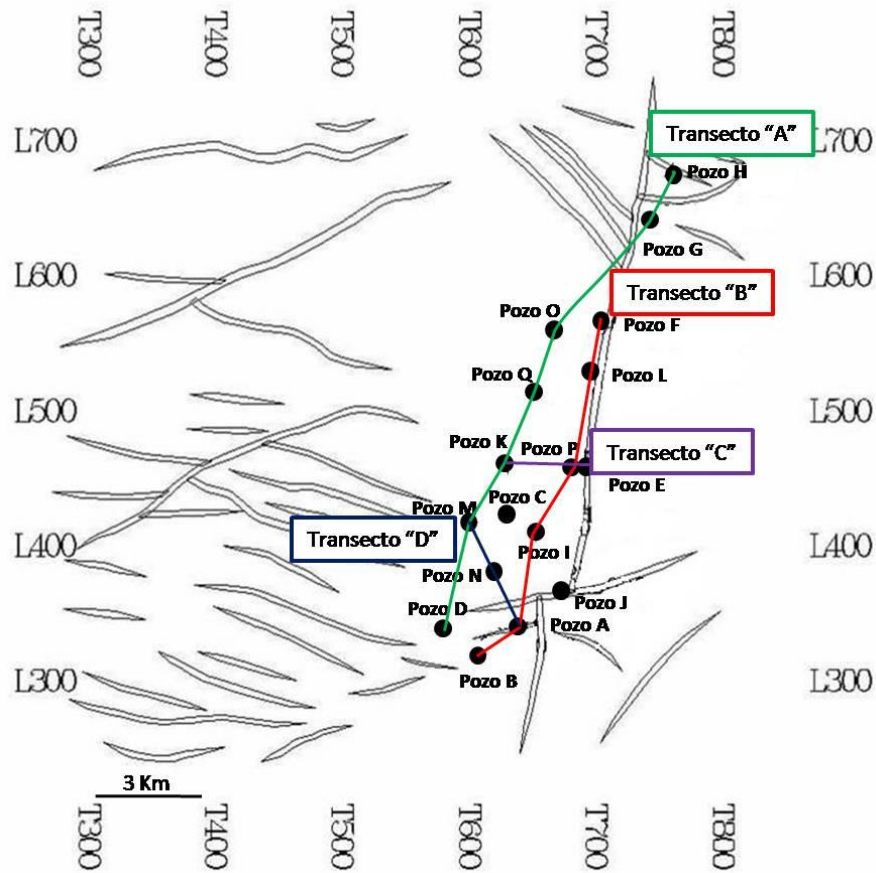 T300 T400 T500 T600 T700 T800
L700 L700
Transecto “A”
Pozo H
Pozo G
L600 L600
Transecto “B”
Pozo O
Pozo F
Pozo L
Pozo Q
L500 L500
Pozo K Pozo P Transecto “C”
Pozo E
Pozo C
Pozo M
Transecto “D”
L400 L400
Pozo I
Pozo N
Pozo D Pozo J
Pozo A
L300 L300
Pozo B
3 Km
T300 T400 T500 T600 T700 T800